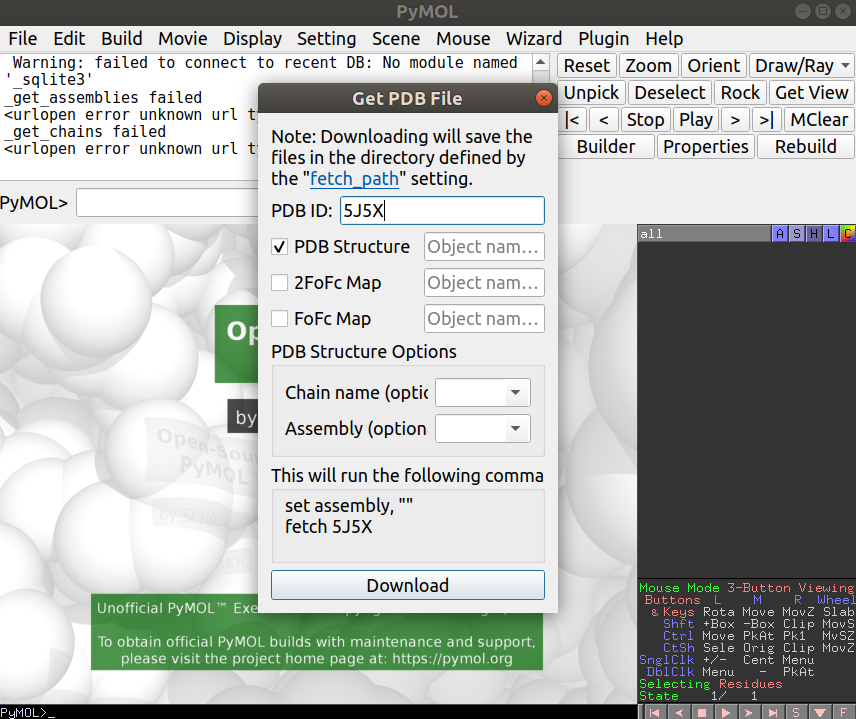 PyMOL
File Edit Build Movie Display Setting Scene Mouse Wizard Plugin Help
Warning: failed to connect to recent DB: No module named
'_sqlite3'
_get_assemblies failed
<urlopen error unknown url t
_get_chains failed
<urlopen error unknown url ty
PyMOL>
Reset Zoom Orient Draw/Ray
Unpick Deselect Rock Get View
|< < Stop Play > >| MClear
Builder Properties Rebuild
Get PDB File
Note: Downloading will save the
files in the directory defined by
the "fetch_path" setting.
PDB ID: 5J5X
PDB Structure Object nam...
2FoFc Map Object nam...
FoFc Map Object nam...
PDB Structure Options
Chain name (optic
Assembly (option
This will run the following comma
set assembly, ""
fetch 5J5X
Download
Op
by
Open-Sour
PyMOL™
by SCHRÖ
Unofficial PyMOL™ Exe
To obtain official PyMOL builds with maintenance and support,
please visit the project home page at: https://pymol.org
all A S H L C
Mouse Mode 3-Button Viewing
Buttons L M R Wheel
& Keys Rota Move MovZ Slab
Shft +Box -Box Clip MovS
Ctrl Move PkAt Pk1 MvSZ
CtSh Sele Orig Clip MovZ
SnglClk +/- Cent Menu
DblClk Menu - PkAt
Selecting Residues
State 1/ 1
PyMOL>_
S F